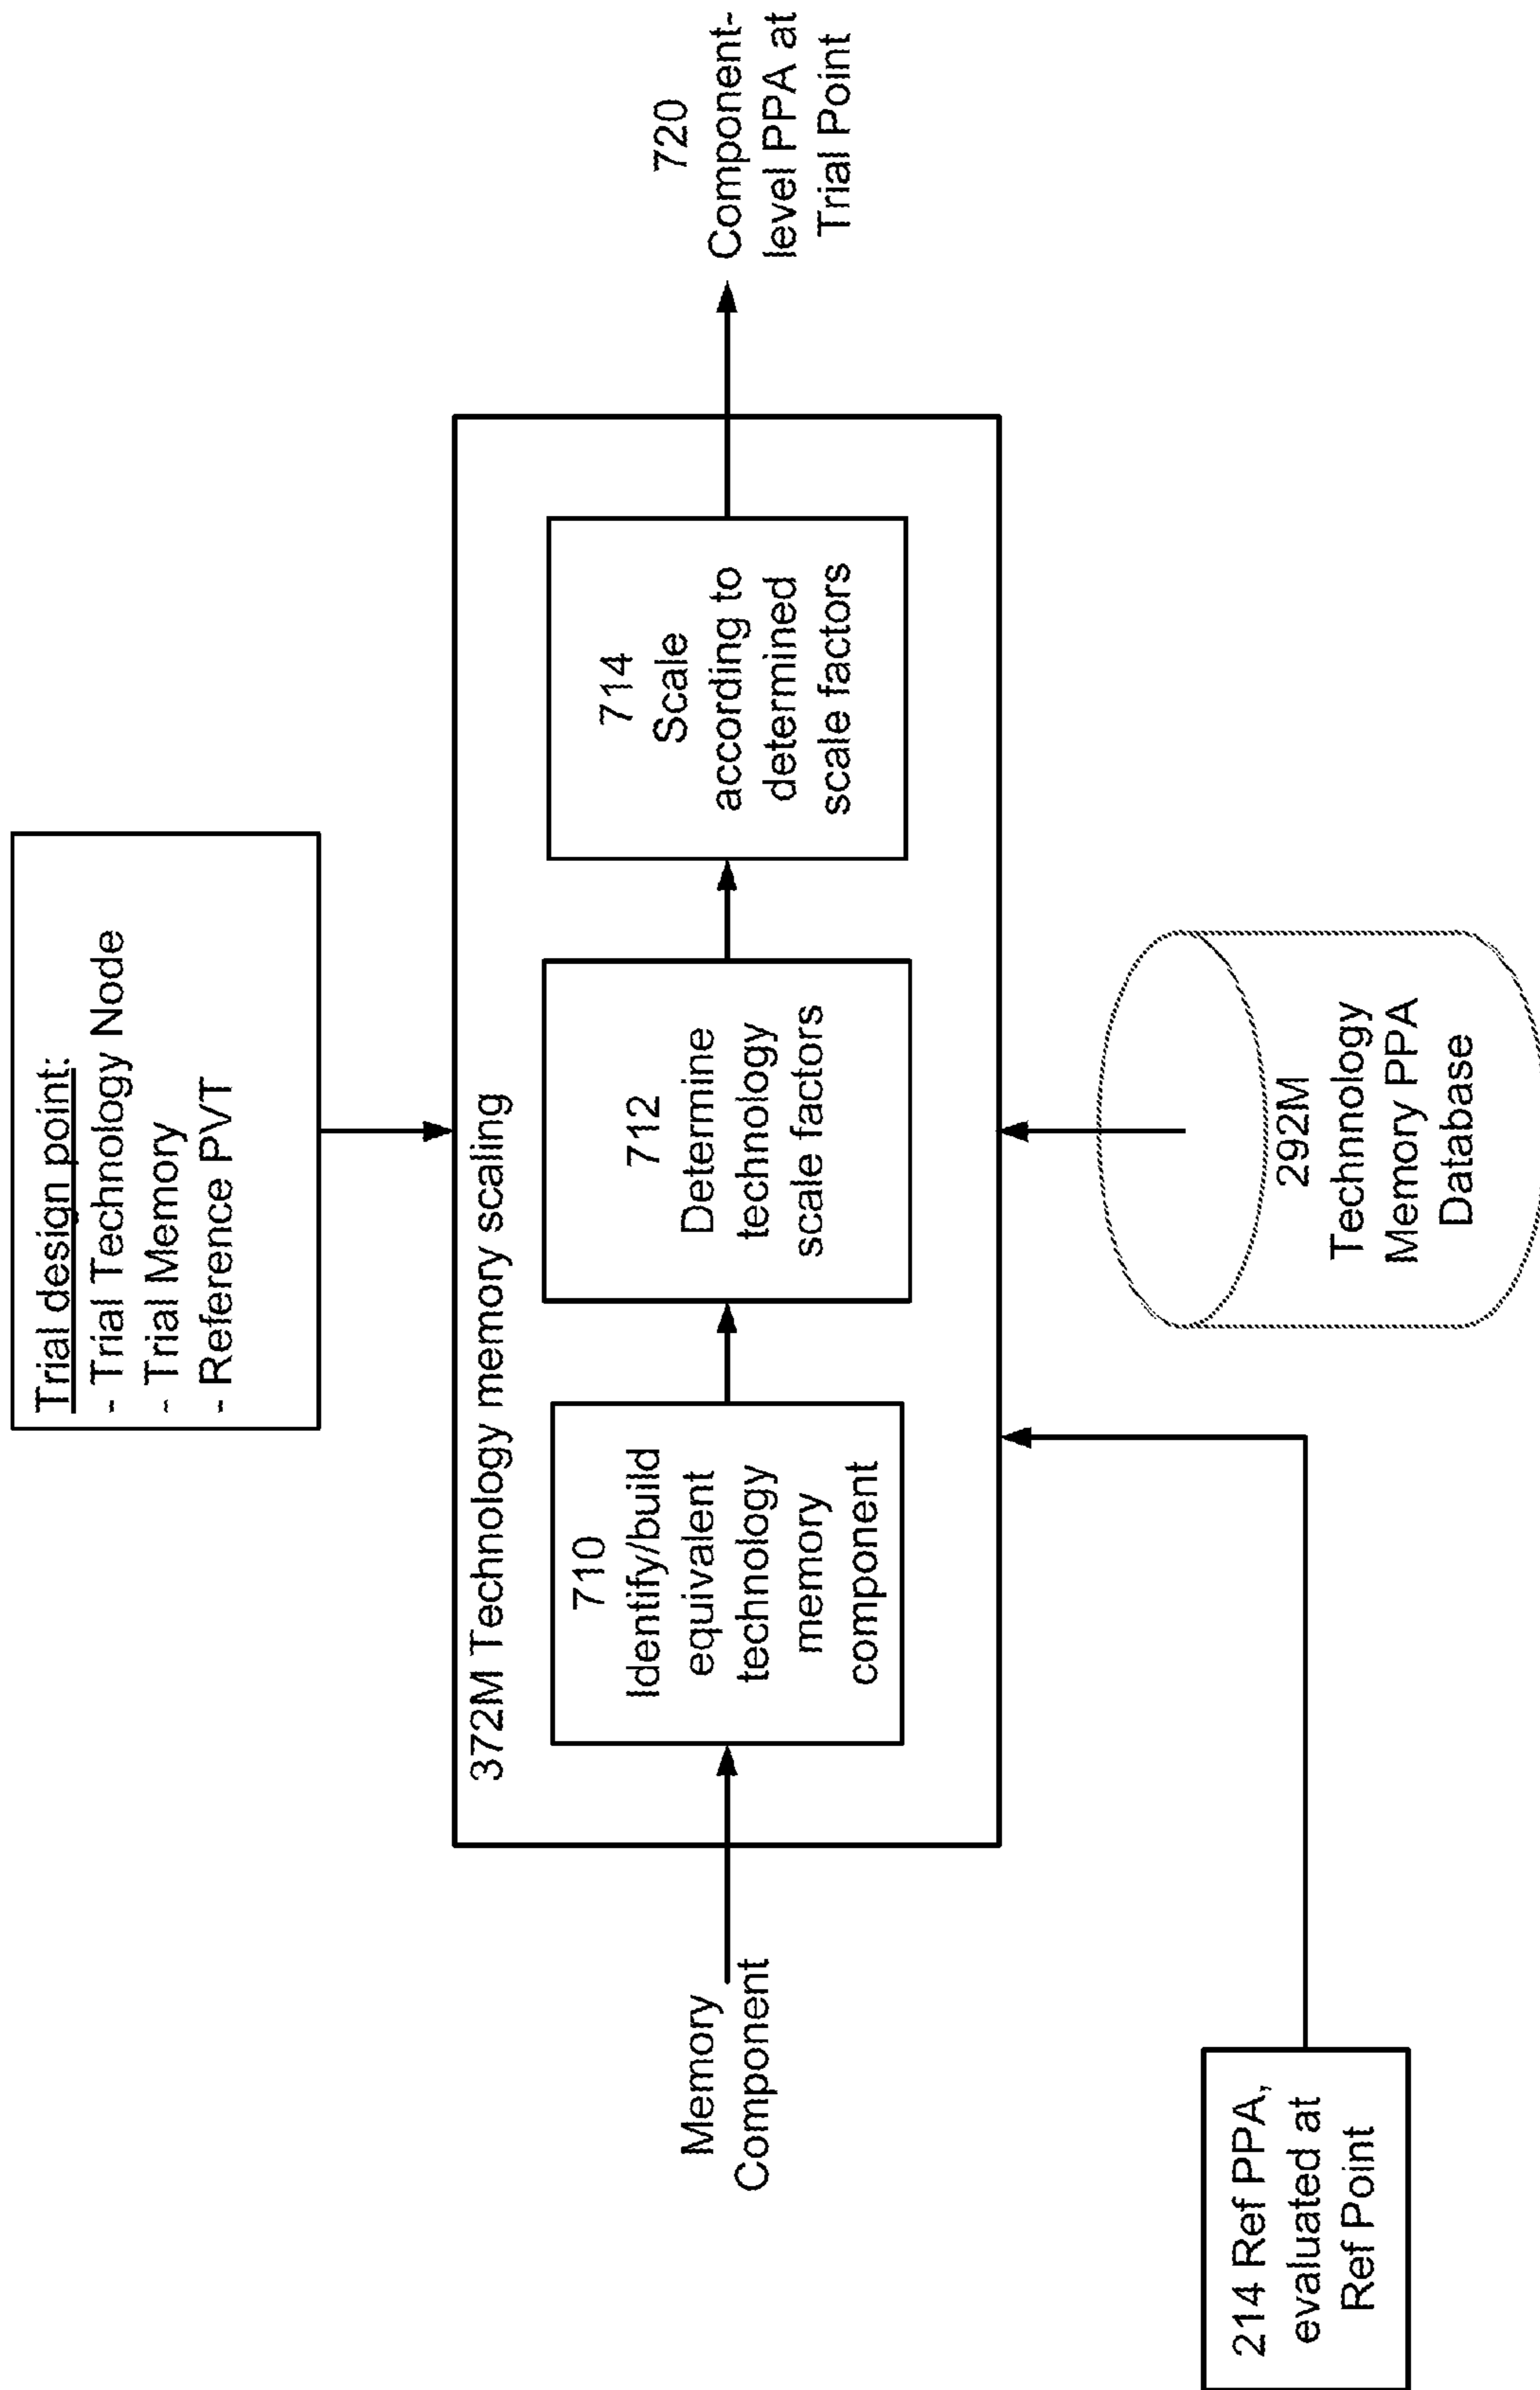 Trial design point:
- Trial Technology Node
- Trial Memory
- Reference PVT
372M Technology memory scaling
Memory
Component
710
Identify/build
equivalent
technology
memory
component
712
Determine
technology
scale factors
714
Scale
according to
determined
scale factors
720
Component-
level PPA at
Trial Point
214 Ref PPA,
evaluated at
Ref Point
292M
Technology
Memory PPA
Database